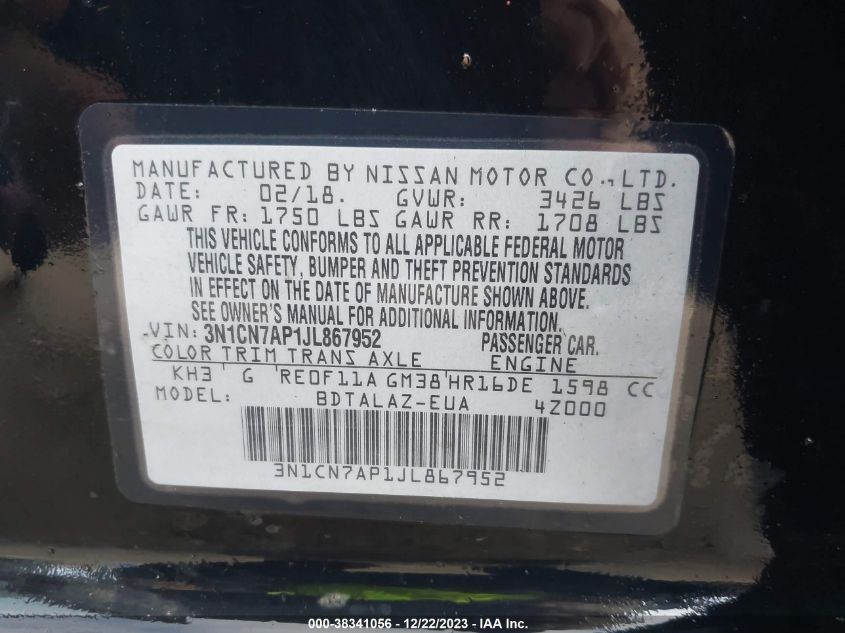 MANUFACTURED BY NISSAN MOTOR CO., LTD.
DATE: 02/18. GVWR: 3426 LBS
GAWR FR: 1750 LBS GAWR RR: 1708 LBS
THIS VEHICLE CONFORMS TO ALL APPLICABLE FEDERAL MOTOR
VEHICLE SAFETY, BUMPER AND THEFT PREVENTION STANDARDS
IN EFFECT ON THE DATE OF MANUFACTURE SHOWN ABOVE.
SEE OWNER'S MANUAL FOR ADDITIONAL INFORMATION.
VIN: 3N1CN7AP1JL867952 PASSENGER CAR.
COLOR TRIM TRANS AXLE ENGINE
KH3 G RE0F11A GM38 HR16DE 1598 CC
MODEL: BDTALAZ-EUA 4Z000
3N1CN7AP1JL867952
000-38341056 - 12/22/2023 - IAA Inc.